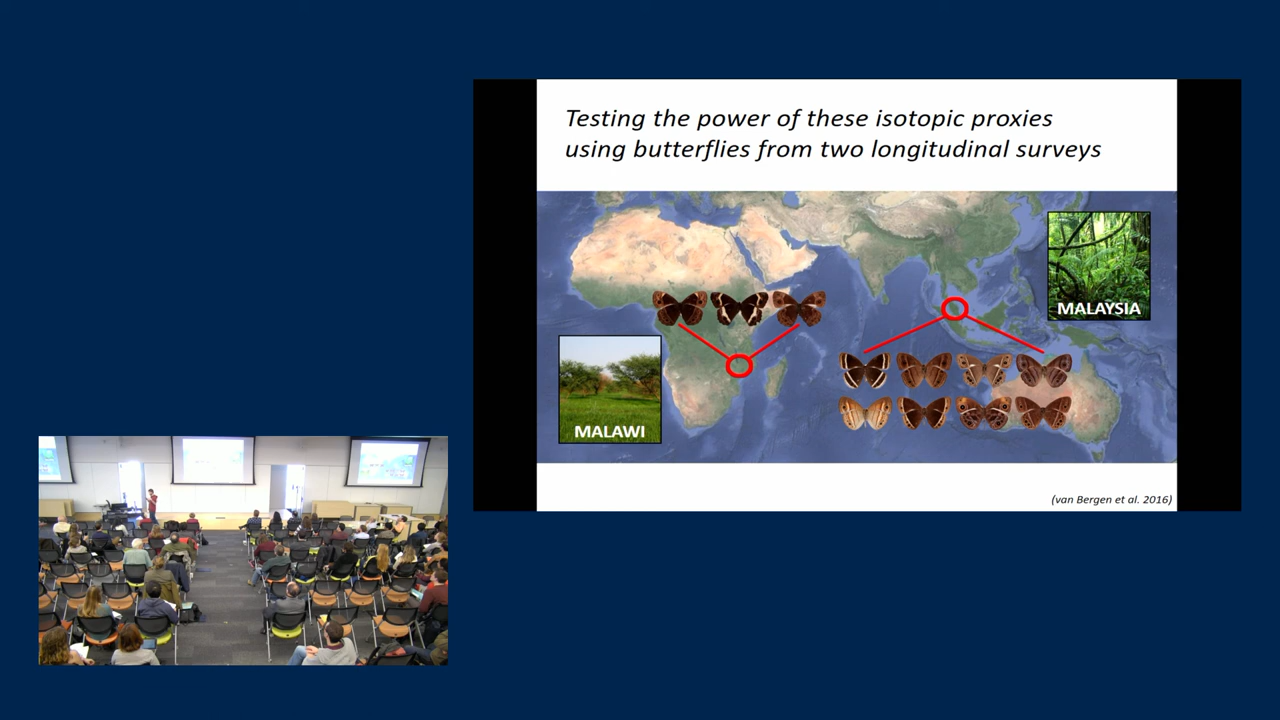 Testing the power of these isotopic proxies
using butterflies from two longitudinal surveys
MALAYSIA
MALAWI
(van Bergen et al. 2016)